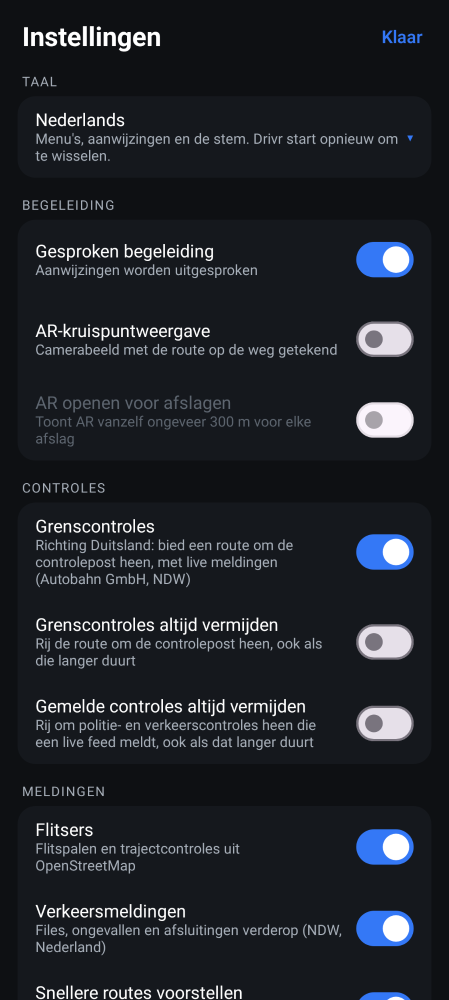 Instellingen
Klaar
TAAL
Nederlands
Menu's, aanwijzingen en de stem. Drivr start opnieuw om
te wisselen.
BEGELEIDING
Gesproken begeleiding
Aanwijzingen worden uitgesproken
AR-kruispuntweergave
Camerabeeld met de route op de weg getekend
AR openen voor afslagen
Toont AR vanzelf ongeveer 300 m voor elke
afslag
CONTROLES
Grenscontroles
Richting Duitsland: bied een route om de
controlepost heen, met live meldingen
(Autobahn GmbH, NDW)
Grenscontroles altijd vermijden
Rij de route om de controlepost heen, ook als
die langer duurt
Gemelde controles altijd vermijden
Rij om politie- en verkeerscontroles heen die
een live feed meldt, ook als dat langer duurt
MELDINGEN
Flitsers
Flitspalen en trajectcontroles uit
OpenStreetMap
Verkeersmeldingen
Files, ongevallen en afsluitingen verderop (NDW,
Nederland)
Snellere routes voorstellen